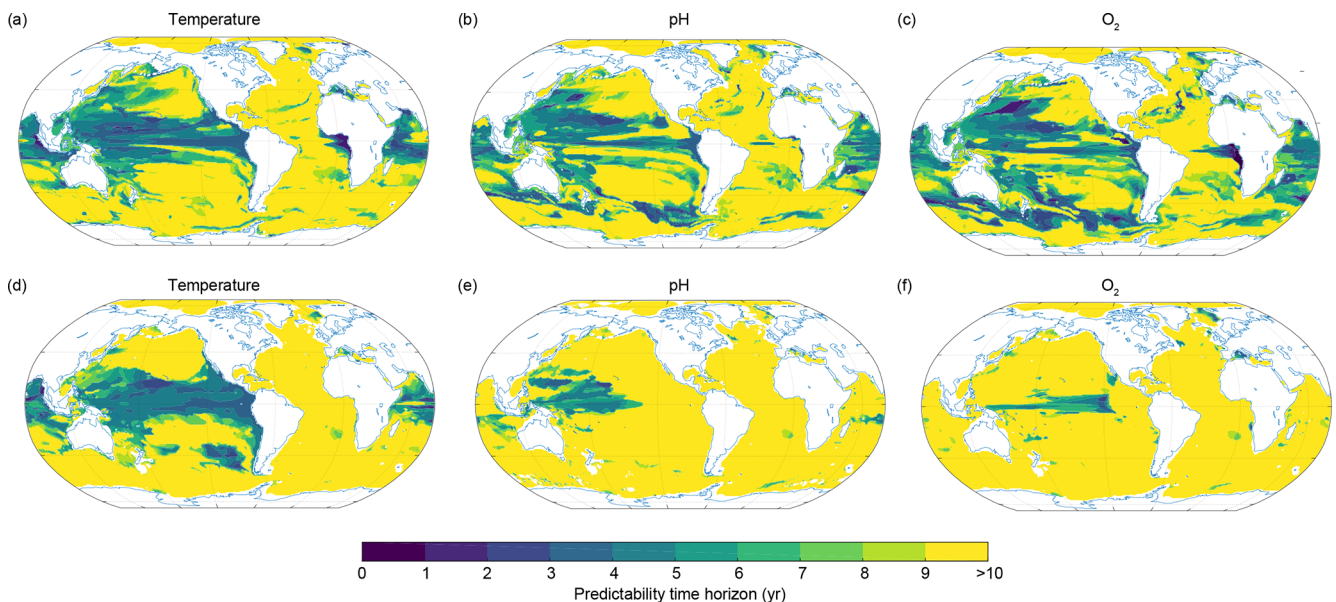 (a) Temperature (b) pH (c) O₂
(d) Temperature (e) pH (f) O₂
0 1 2 3 4 5 6 7 8 9 >10
Predictability time horizon (yr)